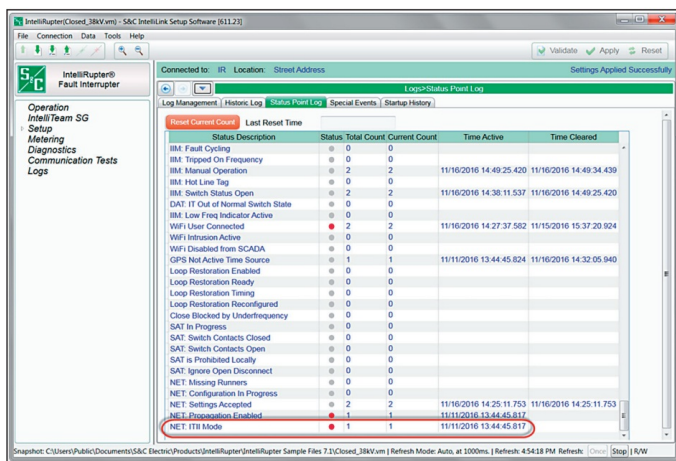 IntelliRupter(Closed_38kV.vm) - S&C IntelliLink Setup Software [611.23]
File Connection Data Tools Help
Validate Apply Reset
S&C IntelliRupter® Fault Interrupter
Connected to: IR Location: Street Address Settings Applied Successfully
Logs>Status Point Log
Log Management Historic Log Status Point Log Special Events Startup History
Operation
IntelliTeam SG
Setup
Metering
Diagnostics
Communication Tests
Logs
Reset Current Count Last Reset Time
Status Description Status Total Count Current Count Time Active Time Cleared
IIM: Fault Cycling 0 0
IIM: Tripped On Frequency 0 0
IIM: Manual Operation 2 2 11/16/2016 14:49:25.420 11/16/2016 14:49:34.439
IIM: Hot Line Tag 0 0
IIM: Switch Status Open 2 2 11/16/2016 14:38:11.537 11/16/2016 14:49:25.420
DAT: IT Out of Normal Switch State 0 0
IIM: Low Freq Indicator Active 0 0
WiFi User Connected 2 2 11/16/2016 14:27:37.582 11/15/2016 15:37:20.924
WiFi Intrusion Active 0 0
WiFi Disabled from SCADA 0 0
GPS Not Active Time Source 1 1 11/11/2016 13:44:45.824 11/16/2016 14:32:05.940
Loop Restoration Enabled 0 0
Loop Restoration Ready 0 0
Loop Restoration Timing 0 0
Loop Restoration Reconfigured 0 0
Close Blocked by Underfrequency 0 0
SAT In Progress 0 0
SAT: Switch Contacts Closed 0 0
SAT: Switch Contacts Open 0 0
SAT is Prohibited Locally 0 0
SAT: Ignore Open Disconnect 0 0
NET: Missing Runners 0 0
NET: Configuration In Progress 0 0
NET: Settings Accepted 2 2 11/16/2016 14:25:11.753 11/16/2016 14:25:11.753
NET: Propagation Enabled 1 1 11/11/2016 13:44:45.817
NET: ITII Mode 1 1 11/11/2016 13:44:45.817
Snapshot: C:\Users\Public\Documents\S&C Electric\Products\IntelliRupter\IntelliRupter Sample Files 7.1\Closed_38kV.vm | Refresh Mode: Auto, at 1000ms. | Refresh: 4:54:18 PM Refresh: Once Stop | R/W